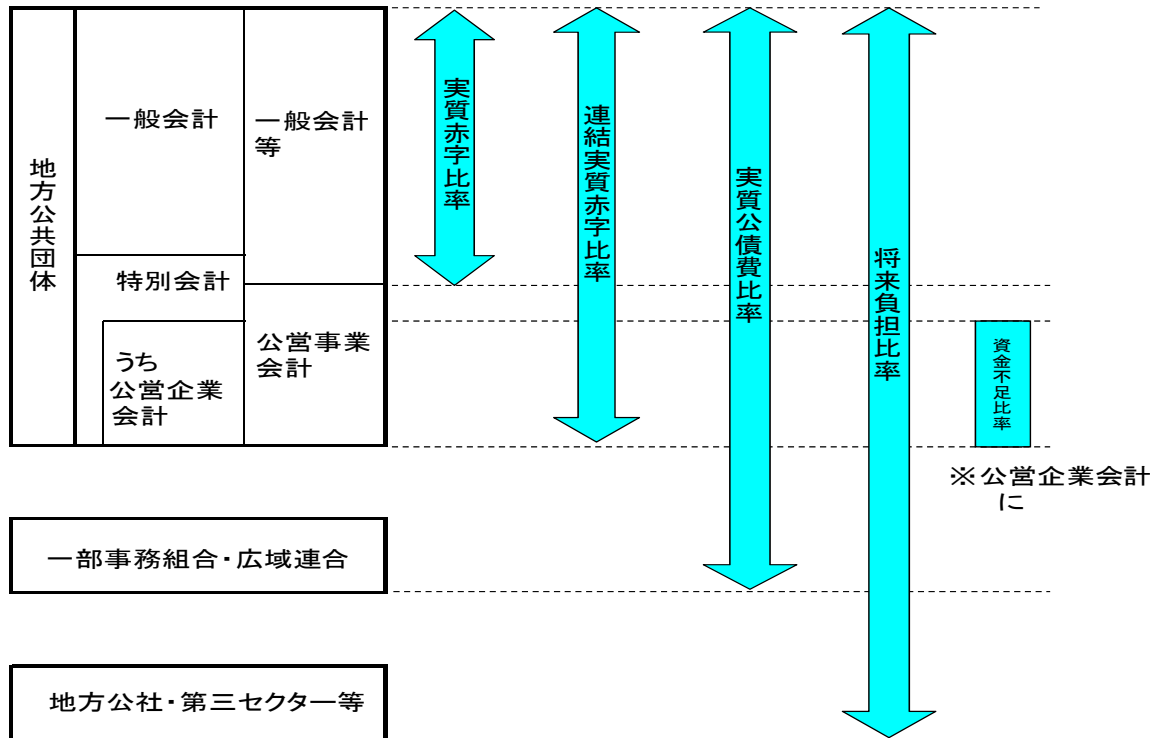 地方公共団体
一般会計
一般会計
等
特別会計
うち
公営企業
会計
公営事業
会計
実質赤字比率
連結実質赤字比率
実質公債費比率
将来負担比率
資金不足比率
※公営企業会計
に
一部事務組合・広域連合
地方公社・第三セクター等